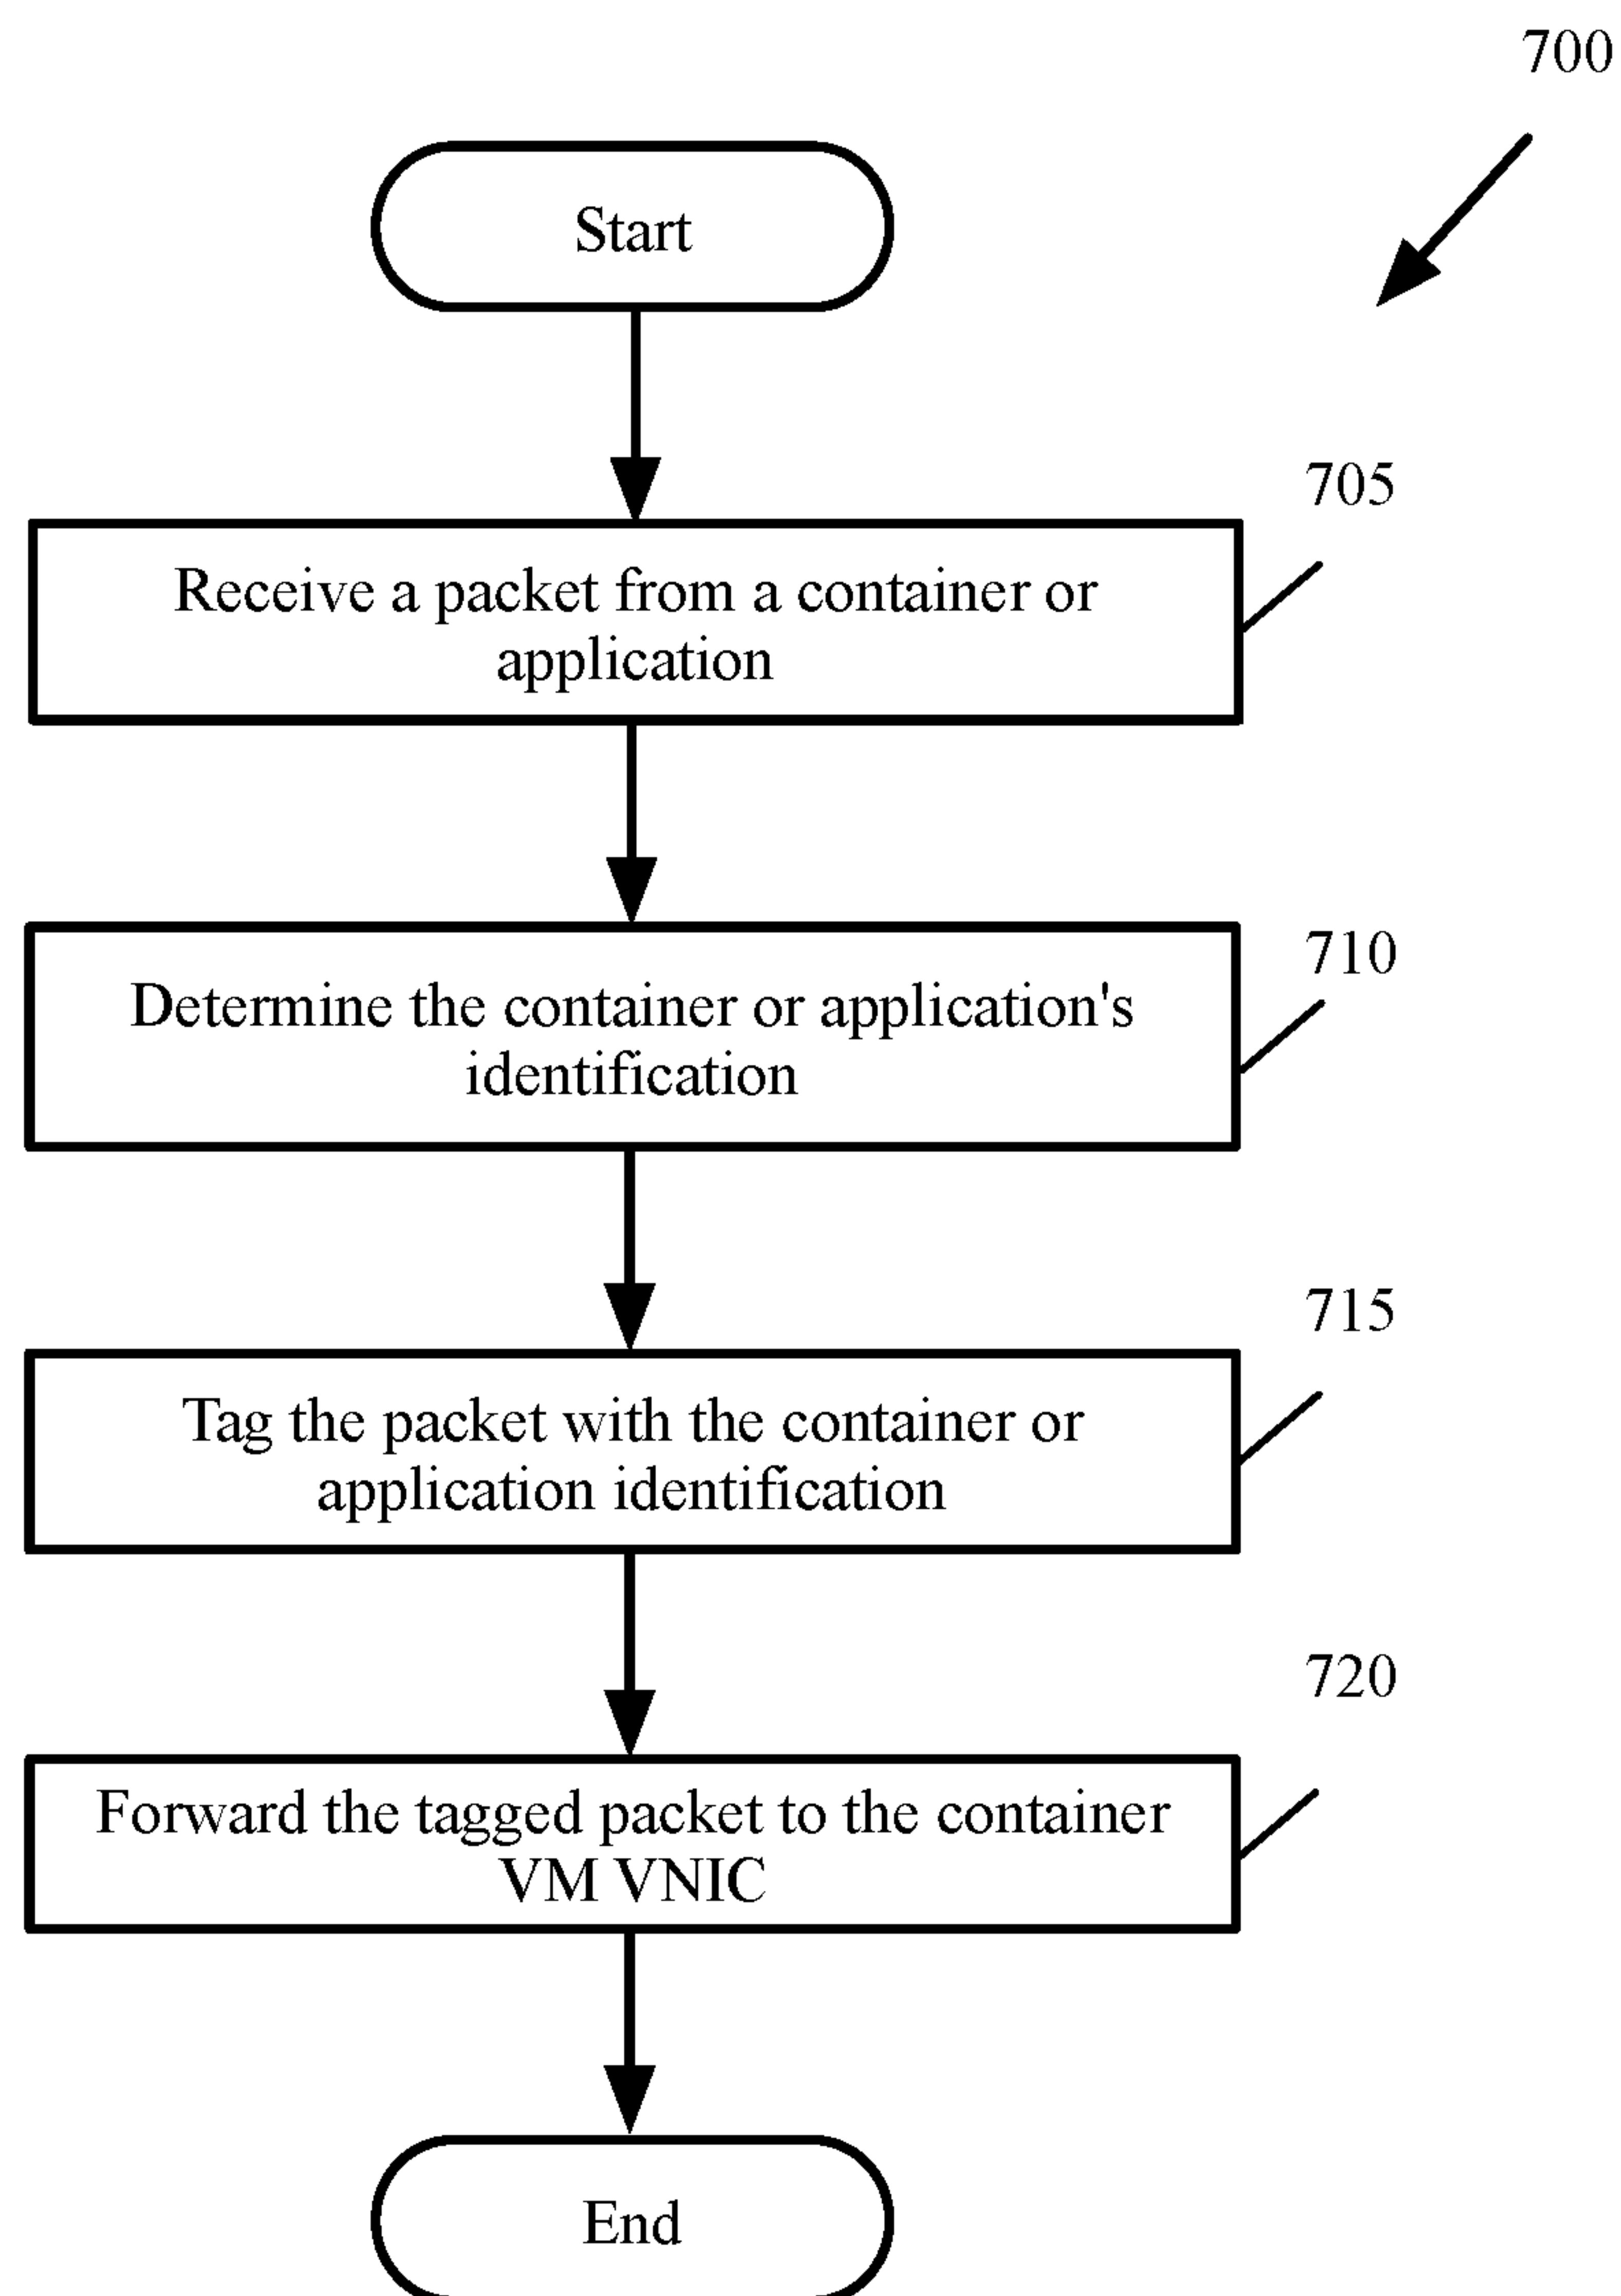 700
Start
705
Receive a packet from a container or
application
710
Determine the container or application's
identification
715
Tag the packet with the container or
application identification
720
Forward the tagged packet to the container
VM VNIC
End